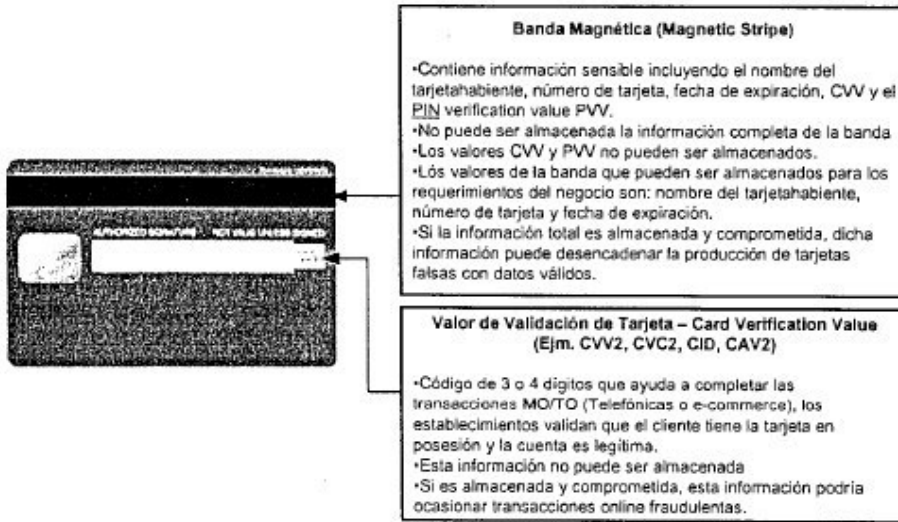 Banda Magnética (Magnetic Stripe)
•Contiene información sensible incluyendo el nombre del
tarjetahabiente, número de tarjeta, fecha de expiración, CVV y el
PIN verification value PVV.
•No puede ser almacenada la información completa de la banda
•Los valores CVV y PVV no pueden ser almacenados.
•Lós valores de la banda que pueden ser almacenados para los
requerimientos del negocio son: nombre del tarjetahabiente,
número de tarjeta y fecha de expiración.
•Si la información total es almacenada y comprometida, dicha
información puede desencadenar la producción de tarjetas
falsas con datos válidos.
AUTHORIZED SIGNATURE NOT VALID UNLESS SIGNED
Valor de Validación de Tarjeta – Card Verification Value
(Ejm. CVV2, CVC2, CID, CAV2)
•Código de 3 o 4 dígitos que ayuda a completar las
transacciones MO/TO (Telefónicas o e-commerce), los
establecimientos validan que el cliente tiene la tarjeta en
posesión y la cuenta es legítima.
•Esta información no puede ser almacenada
•Si es almacenada y comprometida, esta información podría
ocasionar transacciones online fraudulentas.